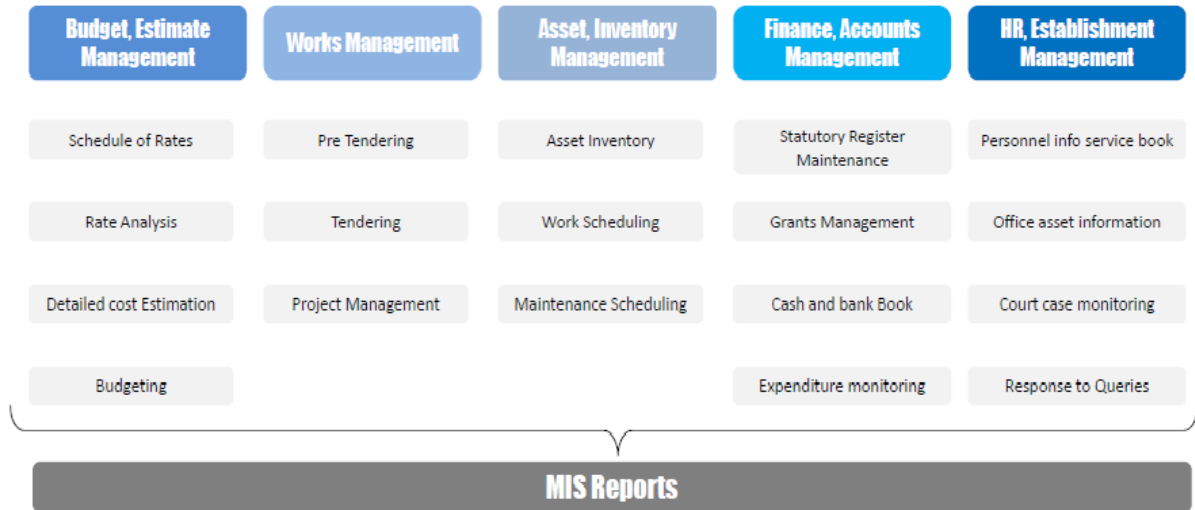 Budget, Estimate
Management
Works Management
Asset, Inventory
Management
Finance, Accounts
Management
HR, Establishment
Management
Schedule of Rates
Pre Tendering
Asset Inventory
Statutory Register
Maintenance
Personnel info service book
Rate Analysis
Tendering
Work Scheduling
Grants Management
Office asset information
Detailed cost Estimation
Project Management
Maintenance Scheduling
Cash and bank Book
Court case monitoring
Budgeting
Expenditure monitoring
Response to Queries
MIS Reports